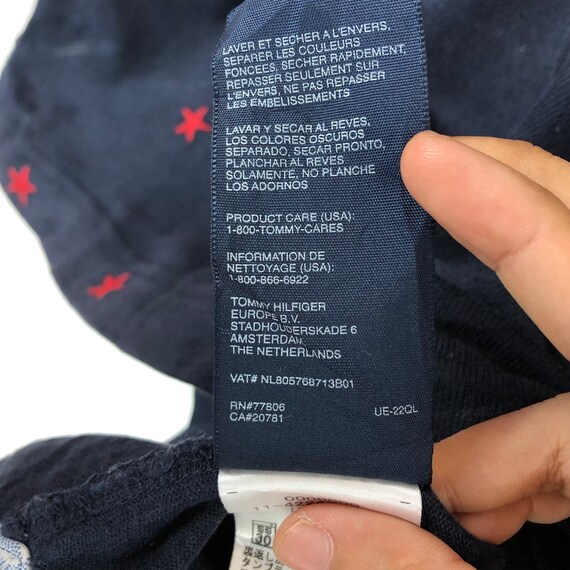 LAVER ET SECHER A L'ENVERS,
SEPARER LES COULEURS
FONCEES, SECHER RAPIDEMENT,
REPASSER SEULEMENT SUR
L'ENVERS, NE PAS REPASSER
LES EMBELISSEMENTS
LAVAR Y SECAR AL REVES,
LOS COLORES OSCUROS
SEPARADO, SECAR PRONTO,
PLANCHAR AL REVES
SOLAMENTE, NO PLANCHE
LOS ADORNOS
PRODUCT CARE (USA):
1-800-TOMMY-CARES
INFORMATION DE
NETTOYAGE (USA):
1-800-866-6922
TOMMY HILFIGER
EUROPE B.V.
STADHOUDERSKADE 6
AMSTERDAM
THE NETHERLANDS
VAT# NL805768713B01
RN#77806
CA#20781
UE-22QL
30